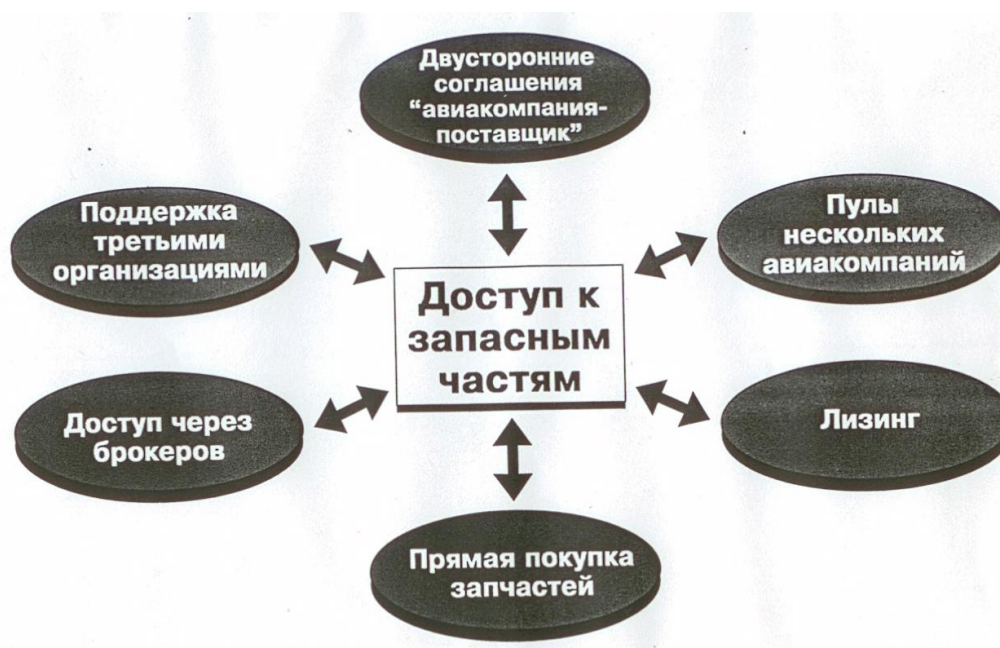 Двусторонние
соглашения
“авиакомпания-
поставщик”
Поддержка
третьими
организациями
Пулы
нескольких
авиакомпаний
Доступ к
запасным
частям
Доступ через
брокеров
Лизинг
Прямая покупка
запчастей